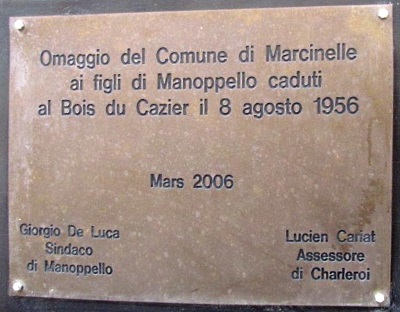 Omaggio del Comune di Marcinelle
ai figli di Manoppello caduti
al Bois du Cazier il 8 agosto 1956
Mars 2006
Giorgio De Luca
Sindaco
di Manoppello
Lucien Cariat
Assessore
di Charleroi